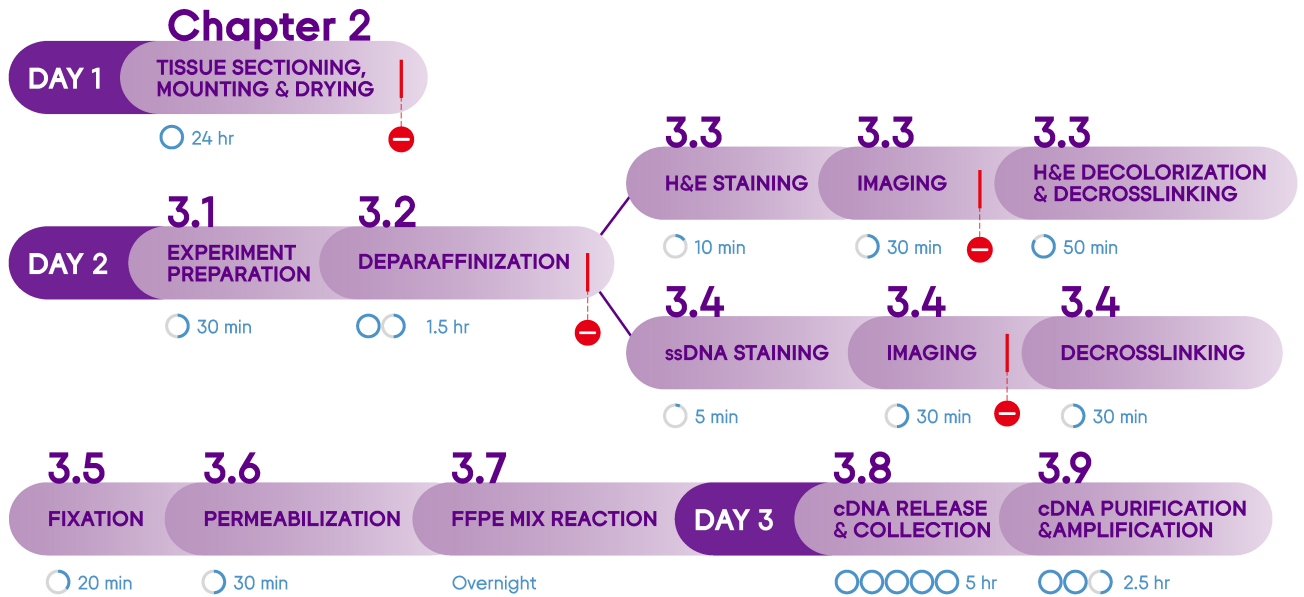 Chapter 2
DAY 1
TISSUE SECTIONING,
MOUNTING & DRYING
24 hr
DAY 2
3.1
EXPERIMENT
PREPARATION
30 min
3.2
DEPARAFFINIZATION
1.5 hr
3.3
H&E STAINING
10 min
3.3
IMAGING
30 min
3.3
H&E DECOLORIZATION
& DECROSSLINKING
50 min
3.4
ssDNA STAINING
5 min
3.4
IMAGING
30 min
3.4
DECROSSLINKING
30 min
3.5
FIXATION
20 min
3.6
PERMEABILIZATION
30 min
3.7
FFPE MIX REACTION
Overnight
DAY 3
3.8
cDNA RELEASE
& COLLECTION
5 hr
3.9
cDNA PURIFICATION
&AMPLIFICATION
2.5 hr